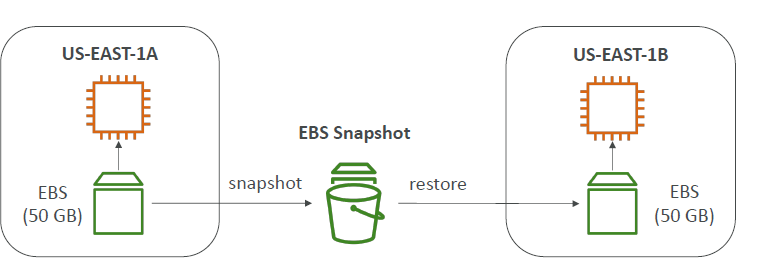 US-EAST-1A
US-EAST-1B
EBS Snapshot
snapshot
restore
EBS
(50 GB)
EBS
(50 GB)